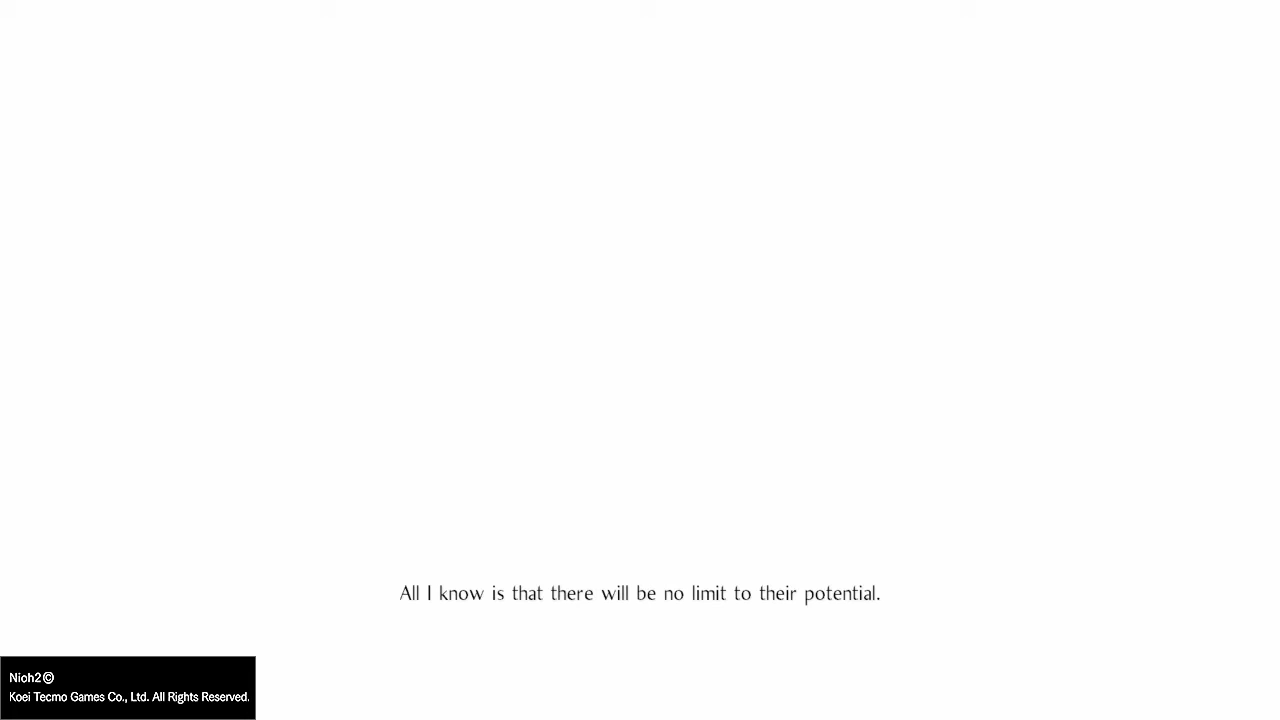 All I know is that there will be no limit to their potential.
Nioh2©
Koei Tecmo Games Co., Ltd. All Rights Reserved.